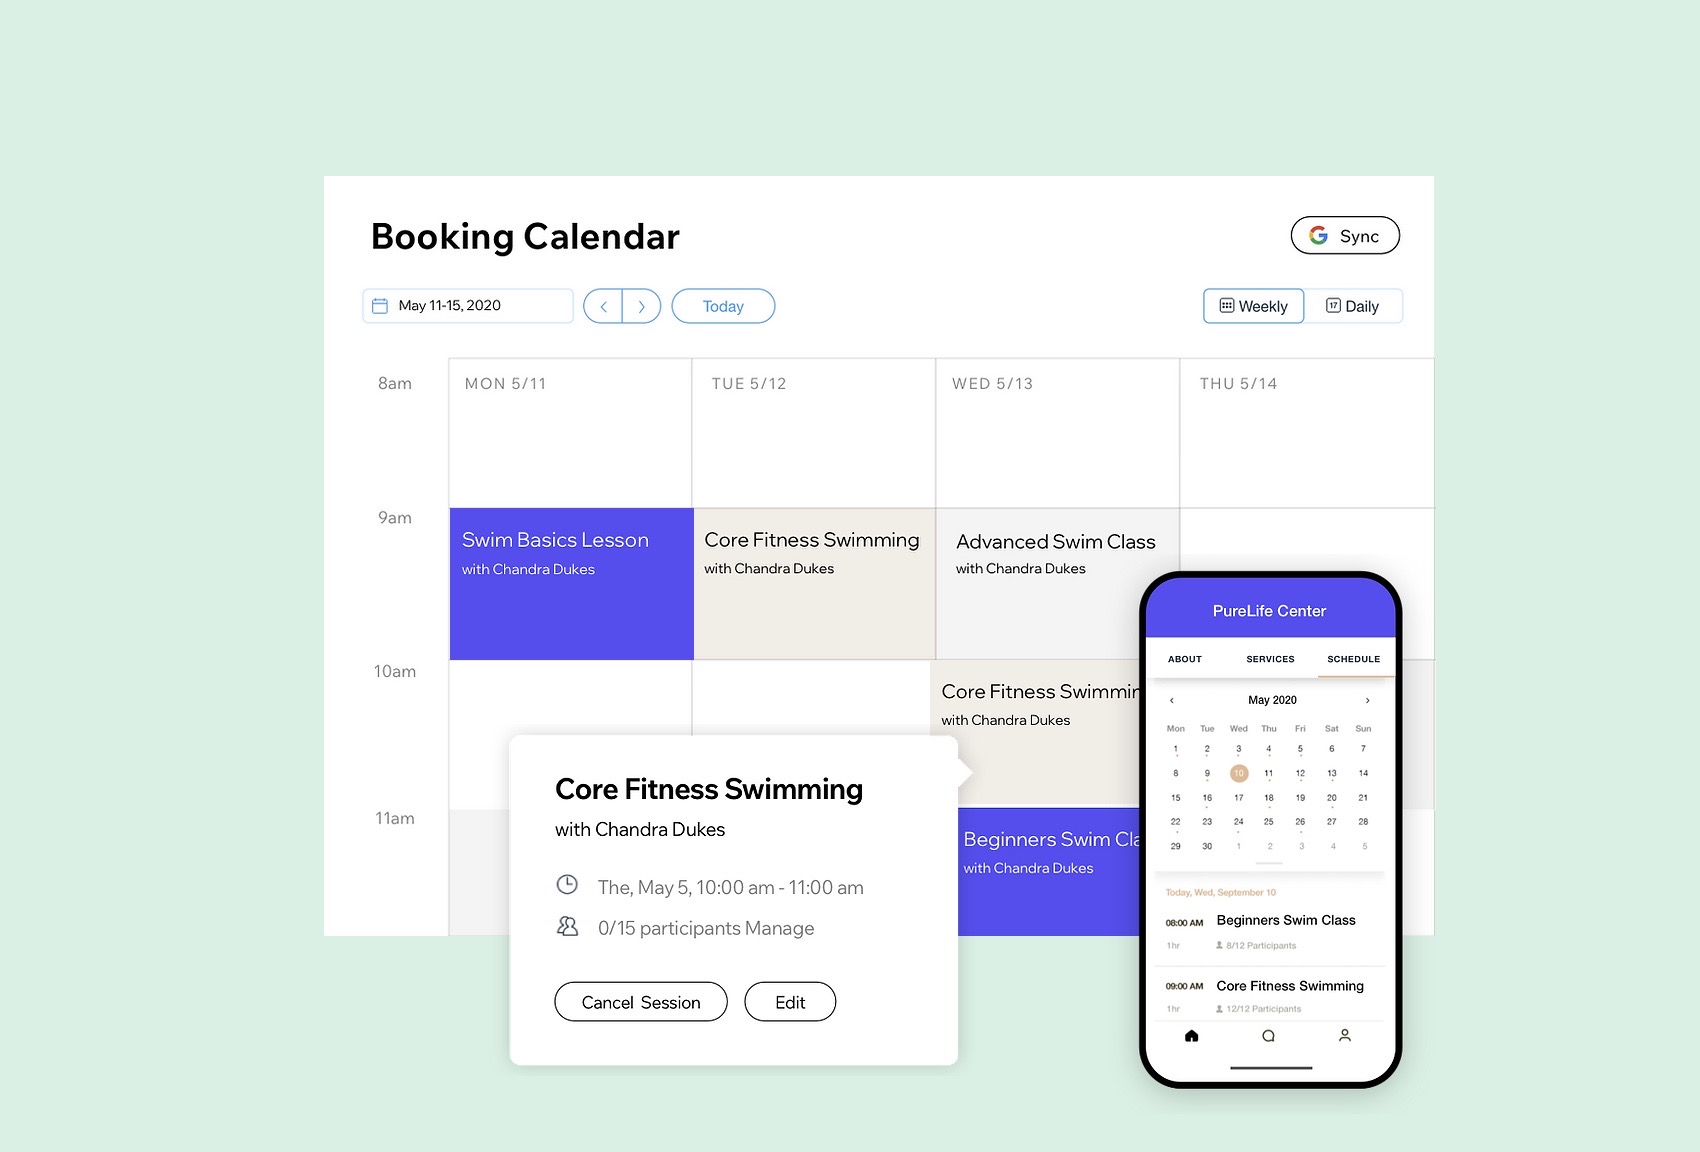 Booking Calendar
Sync
May 11-15, 2020
Today
Weekly
17 Daily
8am
MON 5/11
TUE 5/12
WED 5/13
THU 5/14
9am
Swim Basics Lesson
with Chandra Dukes
Core Fitness Swimming
with Chandra Dukes
Advanced Swim Class
with Chandra Dukes
10am
Core Fitness Swimmin
with Chandra Dukes
11am
Beginners Swim Cla
with Chandra Dukes
Core Fitness Swimming
with Chandra Dukes
The, May 5, 10:00 am - 11:00 am
0/15 participants Manage
Cancel Session
Edit
PureLife Center
ABOUT SERVICES SCHEDULE
‹ May 2020 ›
Mon Tue Wed Thu Fri Sat Sun
1 2 3 4 5 6 7
8 9 10 11 12 13 14
15 16 17 18 19 20 21
22 23 24 25 26 27 28
29 30 1 2 3 4 5
Today, Wed, September 10
08:00 AM Beginners Swim Class
1hr 8/12 Participants
09:00 AM Core Fitness Swimming
1hr 12/12 Participants